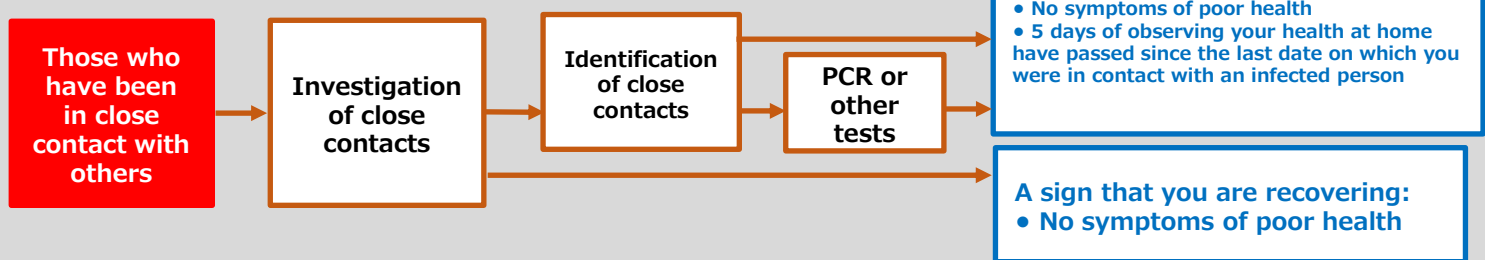 Those who
have been
in close
contact with
others
Investigation
of close
contacts
Identification
of close
contacts
PCR or
other
tests
• No symptoms of poor health
• 5 days of observing your health at home
have passed since the last date on which you
were in contact with an infected person
A sign that you are recovering:
• No symptoms of poor health